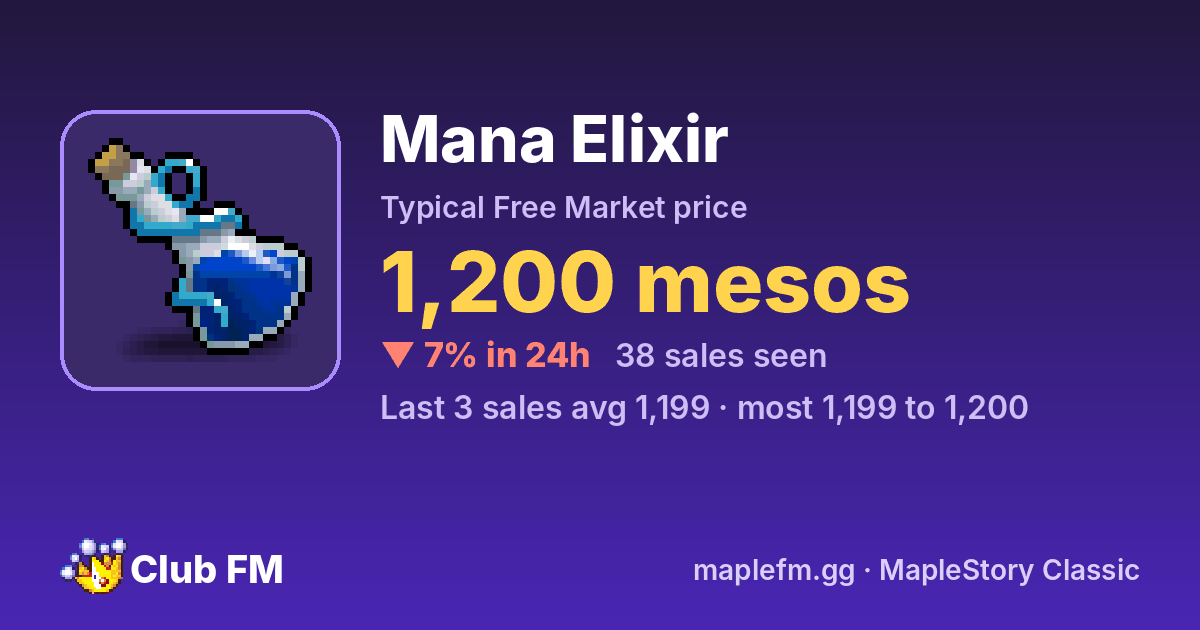 Mana Elixir
Typical Free Market price
1,200 mesos
▼ 7% in 24h 38 sales seen
Last 3 sales avg 1,199 · most 1,199 to 1,200
Club FM
maplefm.gg · MapleStory Classic